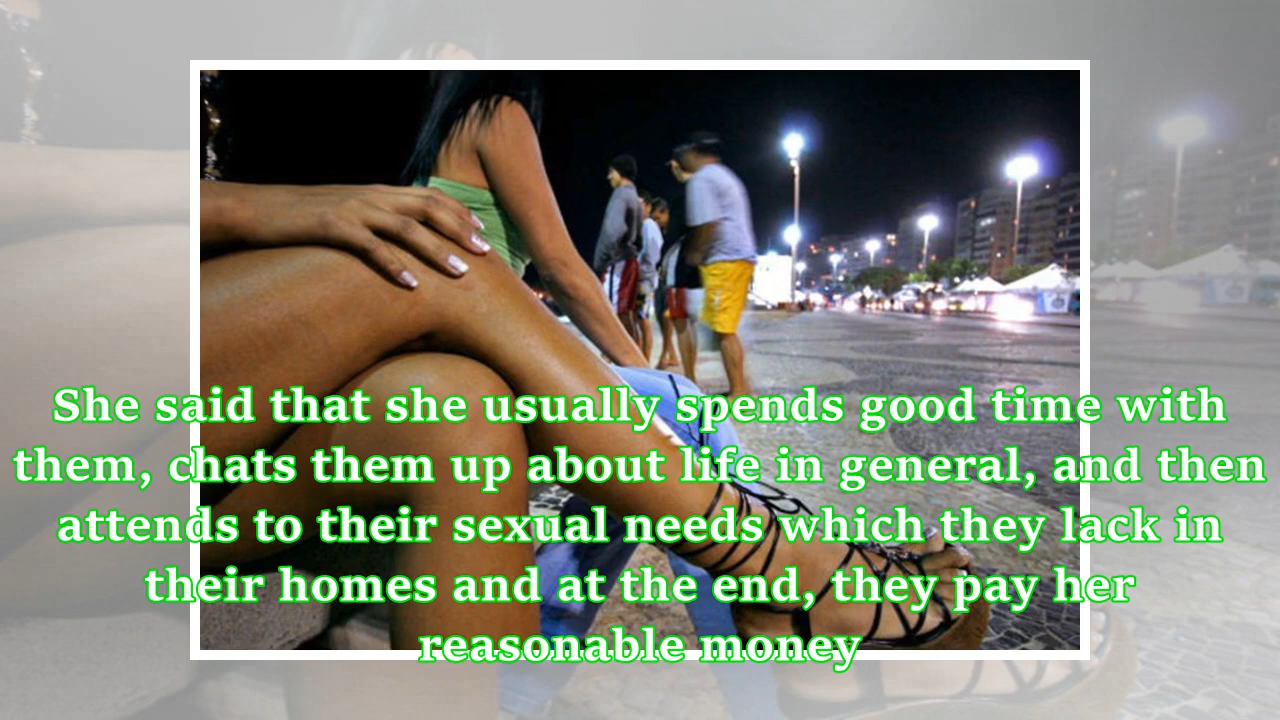 She said that she usually spends good time with
them, chats them up about life in general, and then
attends to their sexual needs which they lack in
their homes and at the end, they pay her
reasonable money